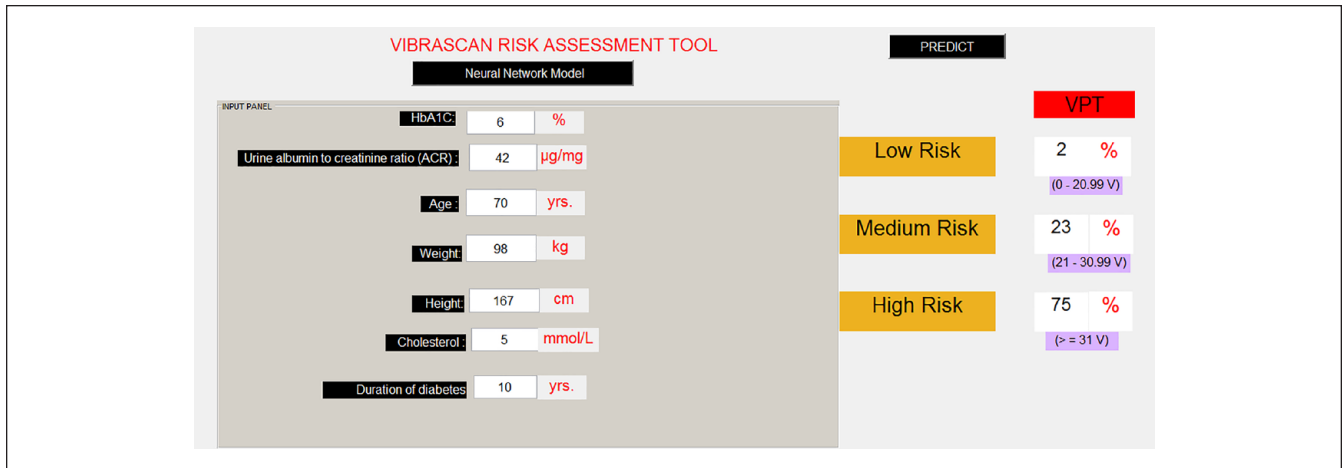 VIBRASCAN RISK ASSESSMENT TOOL
PREDICT
Neural Network Model
INPUT PANEL
HbA1C: 6 %
Urine albumin to creatinine ratio (ACR) : 42 µg/mg
Age : 70 yrs.
Weight: 98 kg
Height: 167 cm
Cholesterol : 5 mmol/L
Duration of diabetes 10 yrs.
VPT
Low Risk 2 %
(0 - 20.99 V)
Medium Risk 23 %
(21 - 30.99 V)
High Risk 75 %
(> = 31 V)